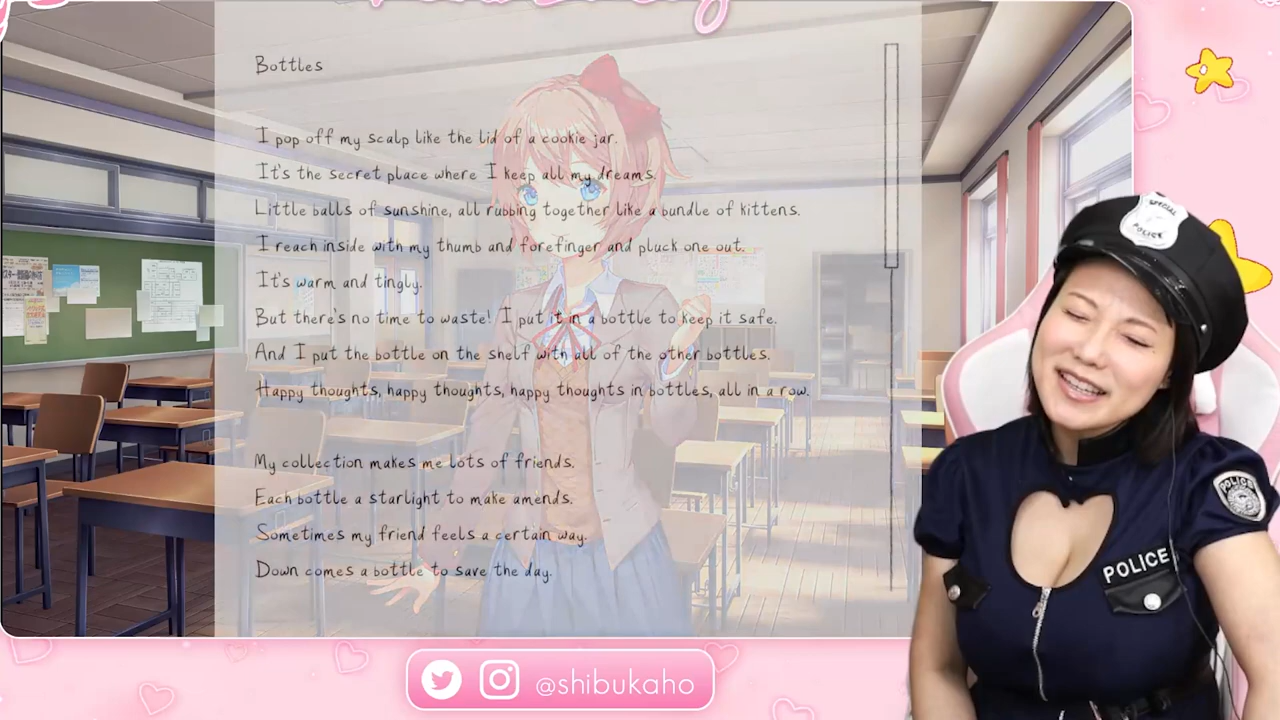 Bottles
I pop off my scalp like the lid of a cookie jar.
It's the secret place where I keep all my dreams.
Little balls of sunshine, all rubbing together like a bundle of kittens.
I reach inside with my thumb and forefinger and pluck one out.
It's warm and tingly.
But there's no time to waste! I put it in a bottle to keep it safe.
And I put the bottle on the shelf with all of the other bottles.
Happy thoughts, happy thoughts, happy thoughts in bottles, all in a row.
My collection makes me lots of friends.
Each bottle a starlight to make amends.
Sometimes my friend feels a certain way.
Down comes a bottle to save the day.
SPECIAL
POLICE
POLICE
POLICE
@shibukaho